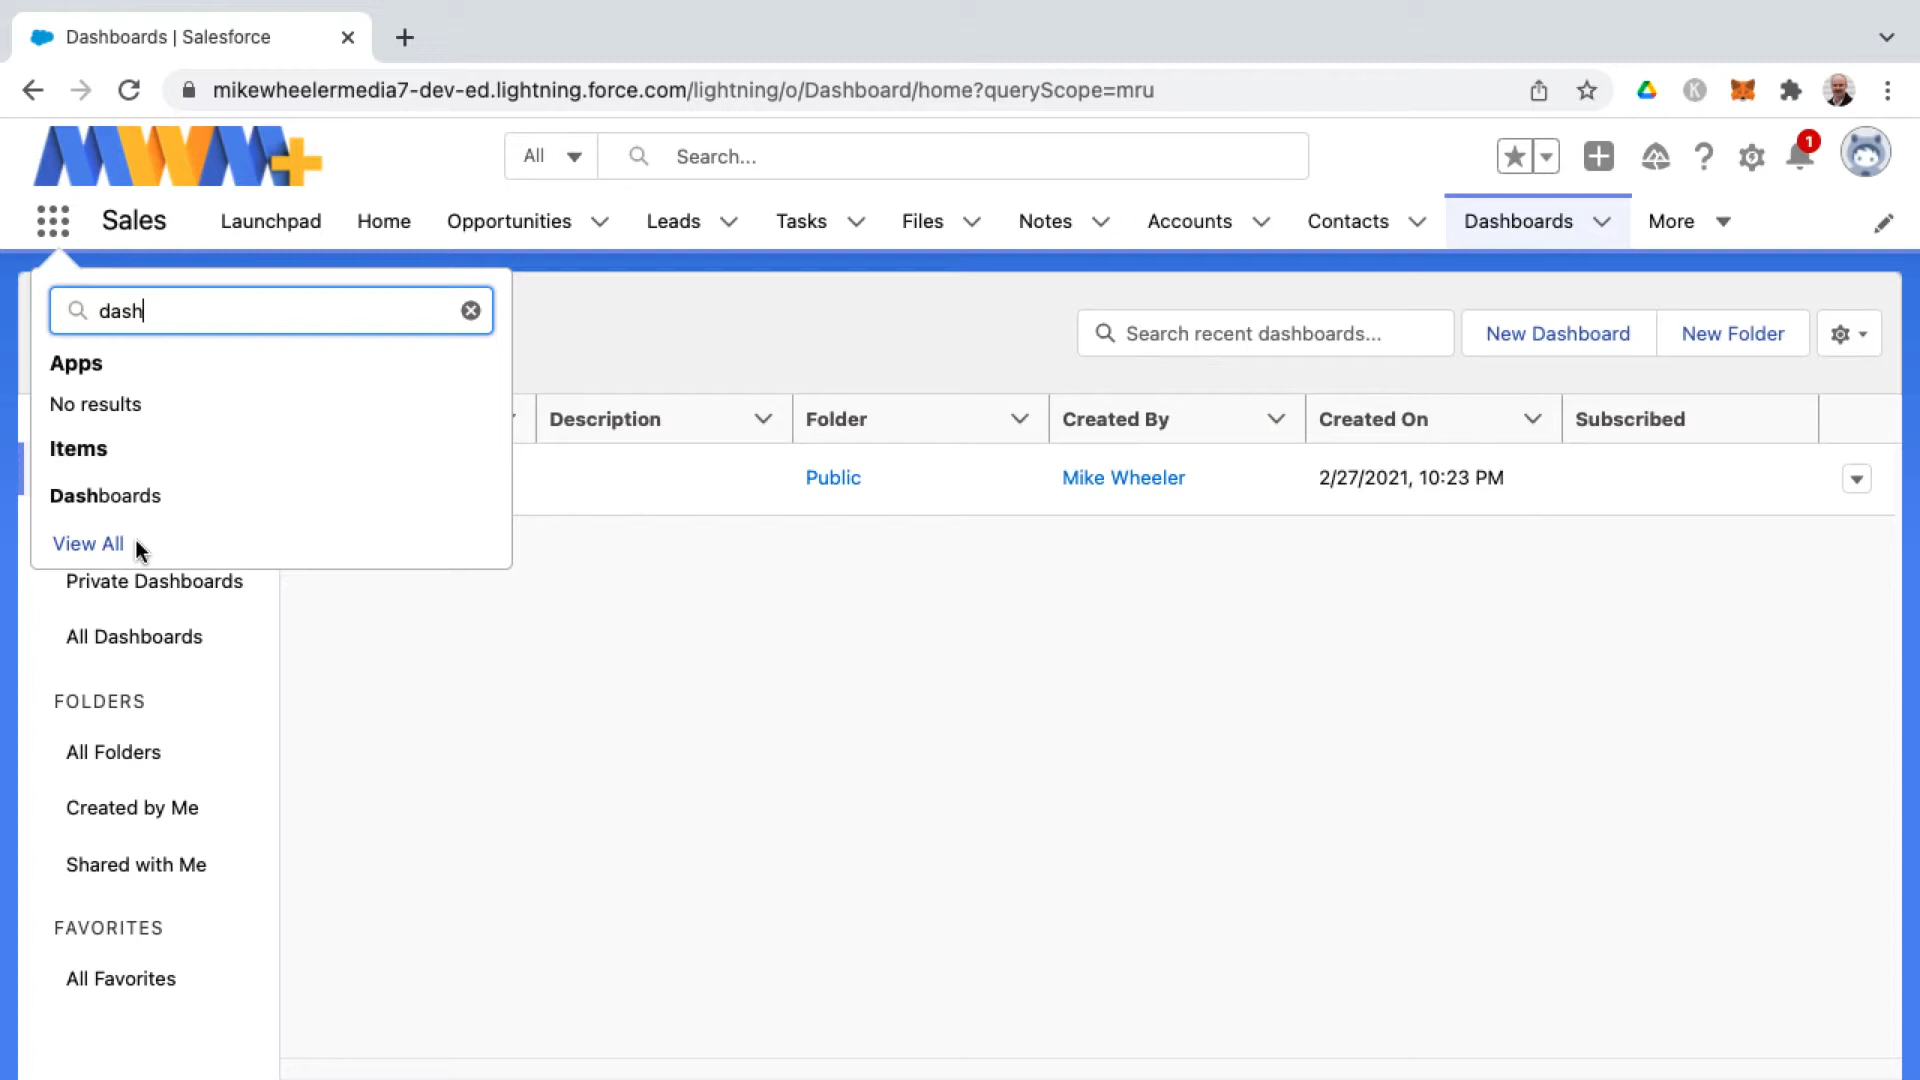 Dashboards | Salesforce
mikewheelermedia7-dev-ed.lightning.force.com/lightning/o/Dashboard/home?queryScope=mru
K
MWM+
All
Search...
1
Sales Launchpad Home Opportunities Leads Tasks Files Notes Accounts Contacts Dashboards More
dash
Search recent dashboards...
New Dashboard
New Folder
Apps
No results
Items
Dashboards
View All
Description Folder Created By Created On Subscribed
Public Mike Wheeler 2/27/2021, 10:23 PM
Private Dashboards
All Dashboards
FOLDERS
All Folders
Created by Me
Shared with Me
FAVORITES
All Favorites